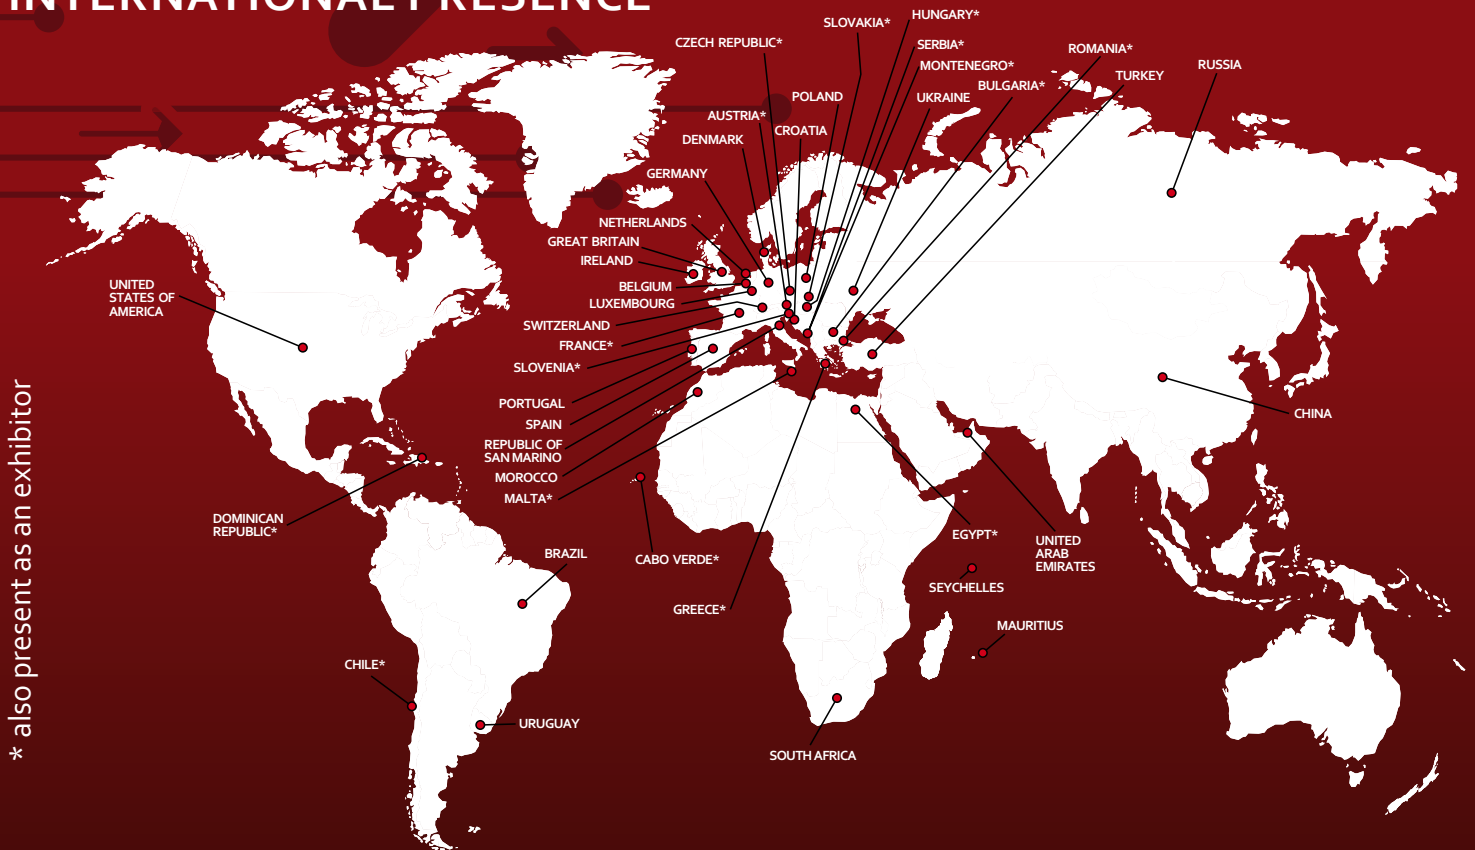 INTERNATIONAL PRESENCE
SLOVAKIA*
HUNGARY*
CZECH REPUBLIC*
SERBIA*
ROMANIA*
MONTENEGRO*
RUSSIA
TURKEY
BULGARIA*
POLAND
UKRAINE
AUSTRIA*
CROATIA
DENMARK
GERMANY
NETHERLANDS
GREAT BRITAIN
IRELAND
BELGIUM
LUXEMBOURG
SWITZERLAND
FRANCE*
SLOVENIA*
PORTUGAL
SPAIN
REPUBLIC OF
SAN MARINO
MOROCCO
MALTA*
UNITED
STATES OF
AMERICA
CHINA
DOMINICAN
REPUBLIC*
BRAZIL
CABO VERDE*
EGYPT*
UNITED
ARAB
EMIRATES
SEYCHELLES
GREECE*
MAURITIUS
CHILE*
URUGUAY
SOUTH AFRICA
* also present as an exhibitor